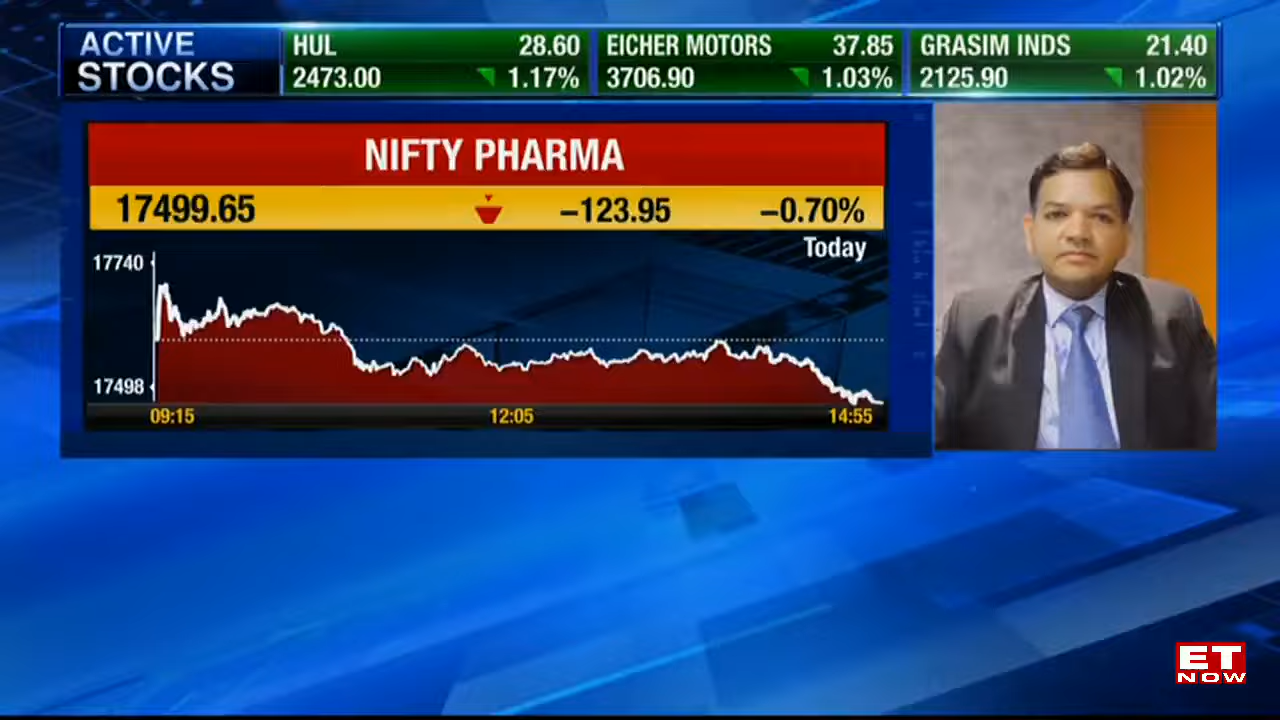 ACTIVE
STOCKS
HUL 28.60
2473.00 1.17%
EICHER MOTORS 37.85
3706.90 1.03%
GRASIM INDS 21.40
2125.90 1.02%
NIFTY PHARMA
17499.65 –123.95 –0.70%
Today
17740
17498
09:15 12:05 14:55
ET
NOW